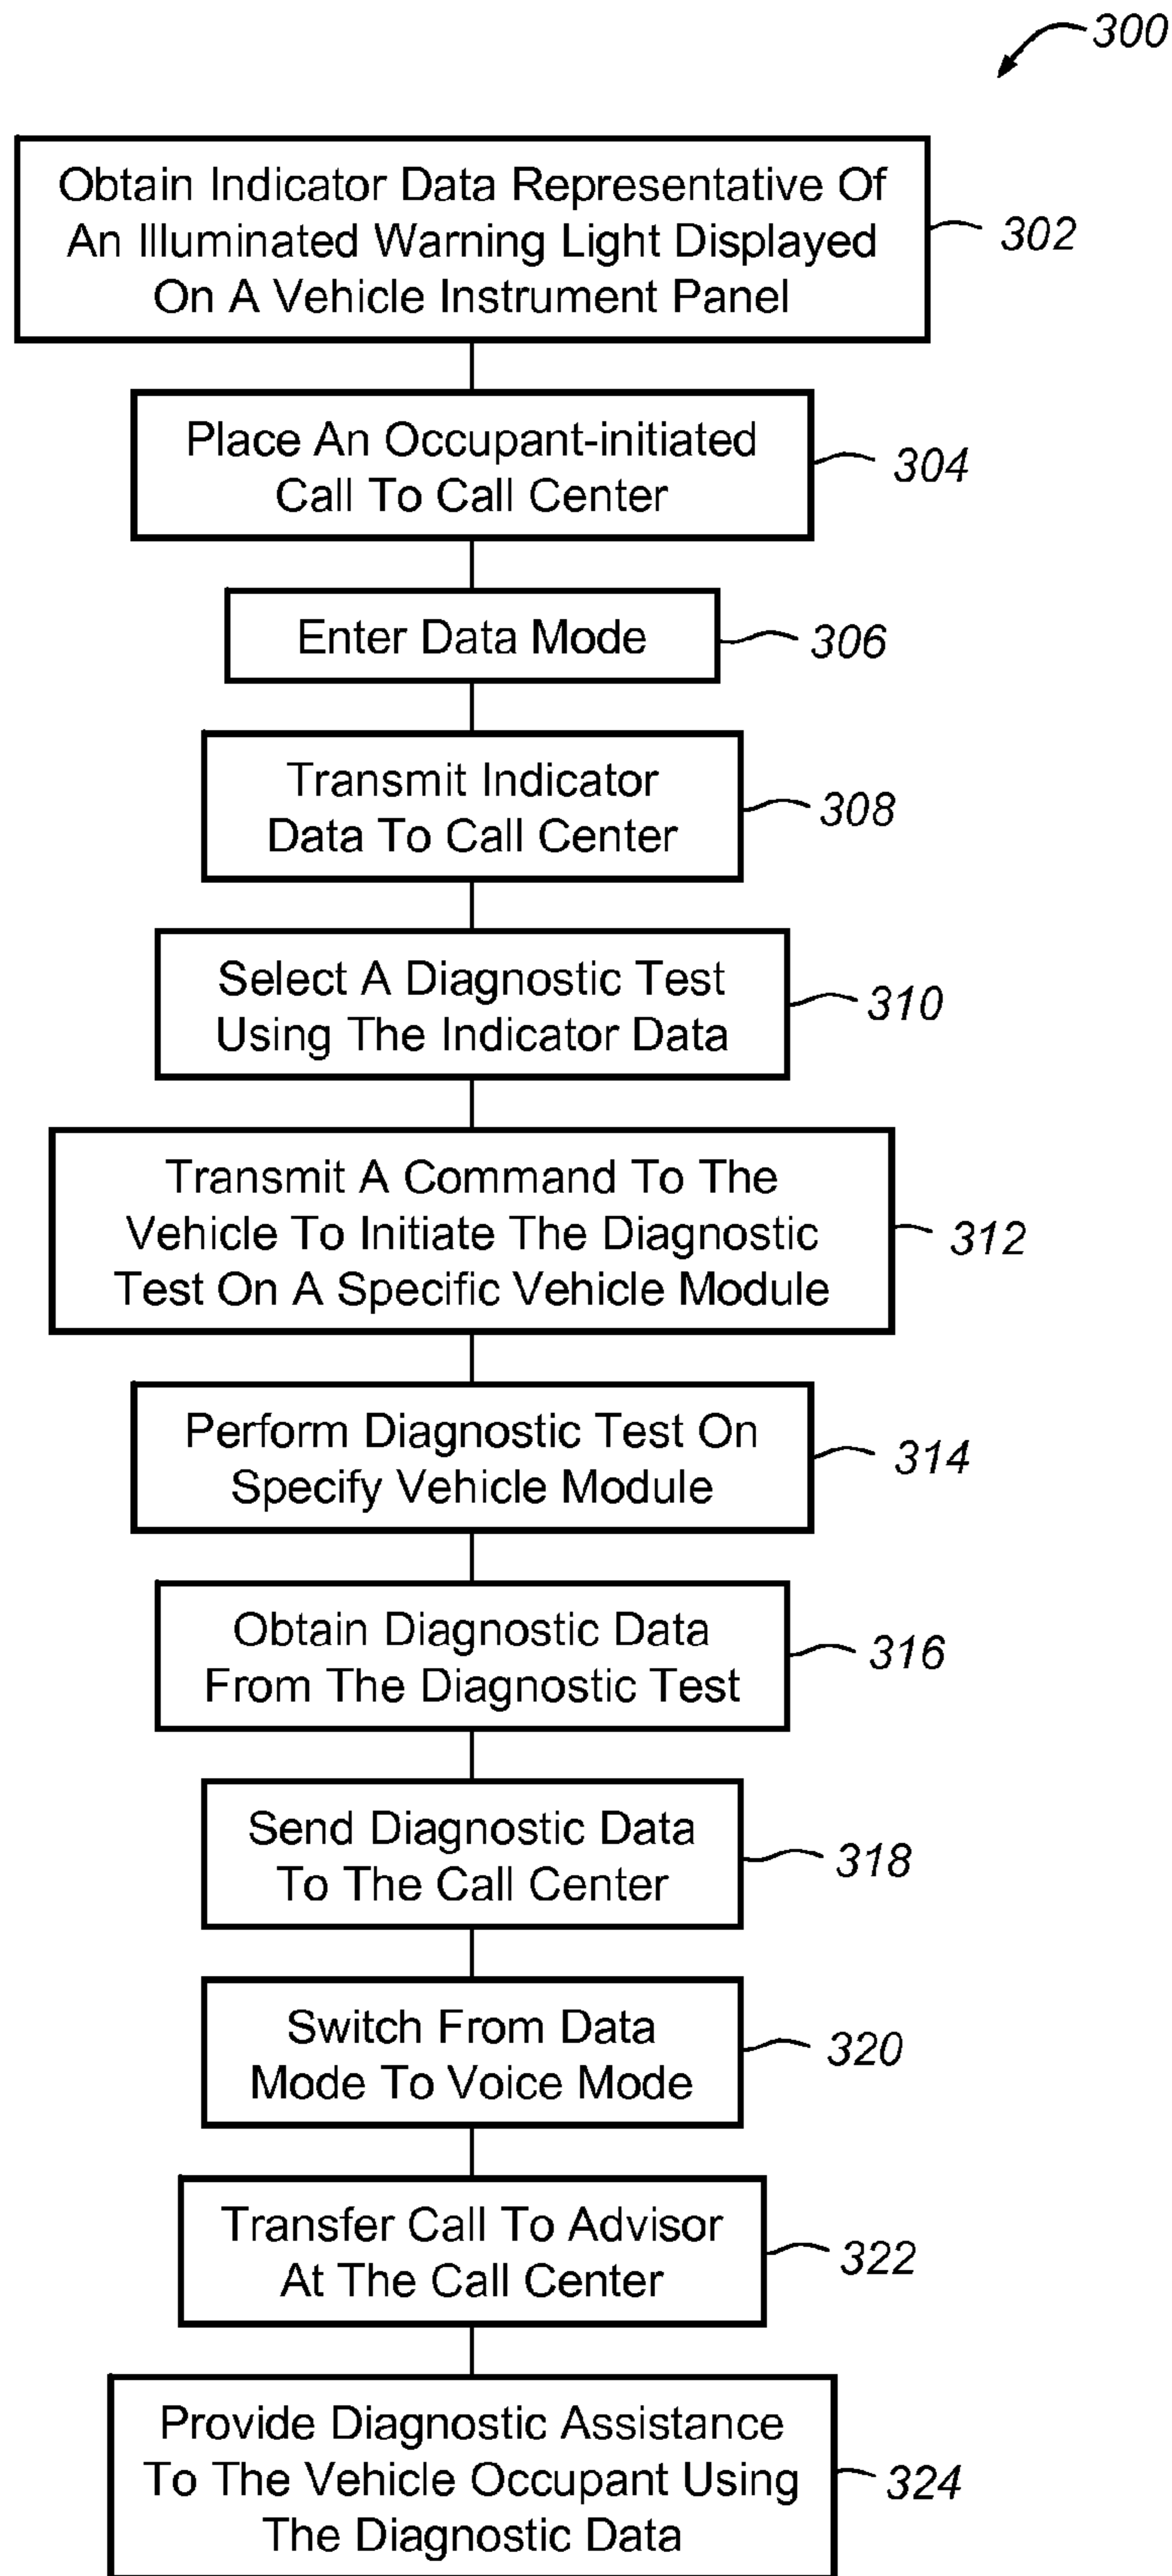 300
Obtain Indicator Data Representative Of
An Illuminated Warning Light Displayed
On A Vehicle Instrument Panel
302
Place An Occupant-initiated
Call To Call Center
304
Enter Data Mode
306
Transmit Indicator
Data To Call Center
308
Select A Diagnostic Test
Using The Indicator Data
310
Transmit A Command To The
Vehicle To Initiate The Diagnostic
Test On A Specific Vehicle Module
312
Perform Diagnostic Test On
Specify Vehicle Module
314
Obtain Diagnostic Data
From The Diagnostic Test
316
Send Diagnostic Data
To The Call Center
318
Switch From Data
Mode To Voice Mode
320
Transfer Call To Advisor
At The Call Center
322
Provide Diagnostic Assistance
To The Vehicle Occupant Using
The Diagnostic Data
324